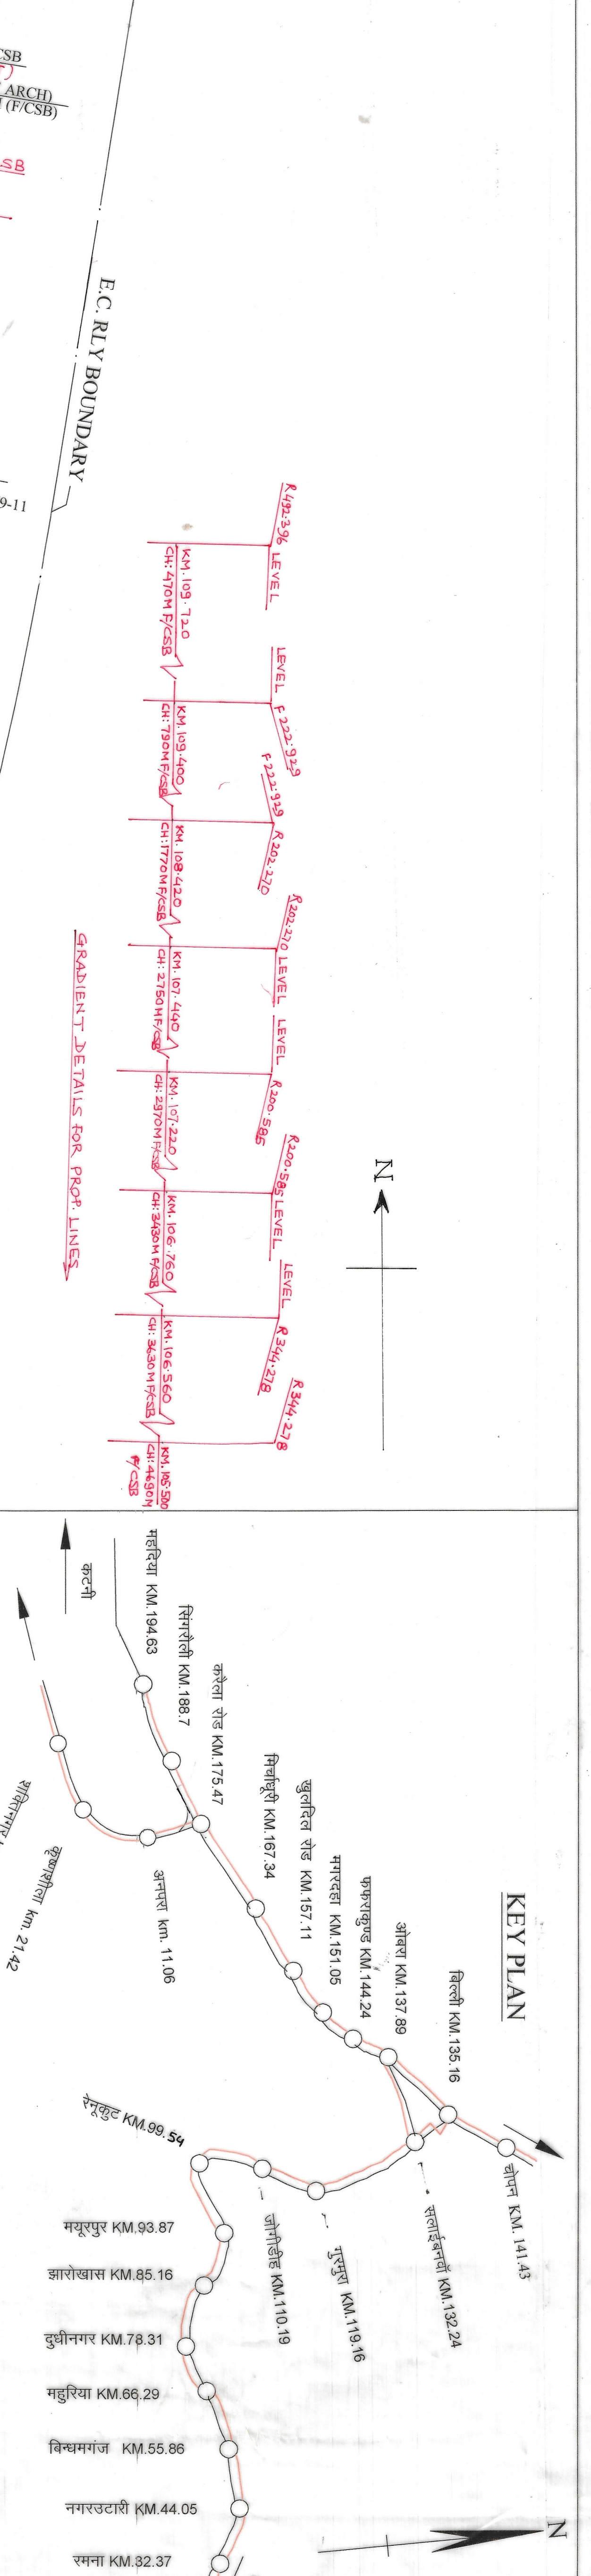 CSB
ARCH)
(F/CSB)
SB
E.C. RLY BOUNDARY
9-11
R 492.396 LEVEL
KM.109.720
CH: 470M F/CSB
LEVEL F 222.929
KM.109.400
CH: 790M F/CSB
F 222.929 R 202.270
KM.108.420
CH: 1770M F/CSB
R 202.270 LEVEL
KM.107.440
CH: 2750M F/CSB
LEVEL R 200.585
KM.107.220
CH: 2970M F/CSB
R 200.585 LEVEL
KM.106.760
CH: 3430M F/CSB
LEVEL R 344.278
KM.106.560
CH: 3630M F/CSB
R 344.278
KM.105.500
CH: 4690M
F/CSB
GRADIENT DETAILS FOR PROP. LINES
N
KEY PLAN
कटनी
महदिया KM.194.63
सिंगरौली KM.188.7
करैला रोड KM.175.47
मिर्चाधूरी KM.167.34
खुलदिल रोड KM.157.11
मगरदहा KM.151.05
फफराकुण्ड KM.144.24
ओबरा KM.137.89
बिल्ली KM.135.16
चोपन KM. 141.43
शक्तिनगर
कृष्णशीला km. 21.42
अनपरा km. 11.06
सलाईबनवाँ KM.132.24
गुरमुरा KM.119.16
जोगीडीह KM.110.19
रेनूकुट KM.99.54
मयूरपुर KM.93.87
झारोखास KM.85.16
दुधीनगर KM.78.31
महुरिया KM.66.29
बिन्धमगंज KM.55.86
नगरउटारी KM.44.05
रमना KM.32.37
N